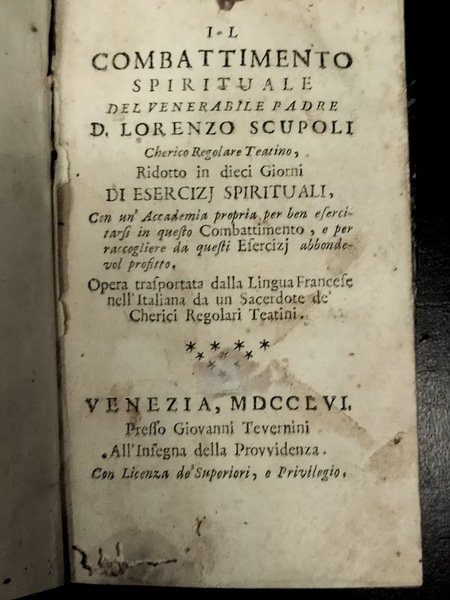 I L
COMBATTIMENTO
SPIRITUALE
DEL VENERABILE PADRE
D. LORENZO SCUPOLI
Cherico Regolare Teatino,
Ridotto in dieci Giorni
DI ESERCIZJ SPIRITUALI,
Con un' Accademia propria per ben eserci-
tarsi in questo Combattimento, e per
raccogliere da questi Esercizj abbonde-
vol profitto.
Opera trasportata dalla Lingua Francese
nell'Italiana da un Sacerdote de'
Cherici Regolari Teatini.
VENEZIA, MDCCLVI.
Presso Giovanni Tevernini
All'Insegna della Provvidenza.
Con Licenza de' Superiori, e Privilegio.